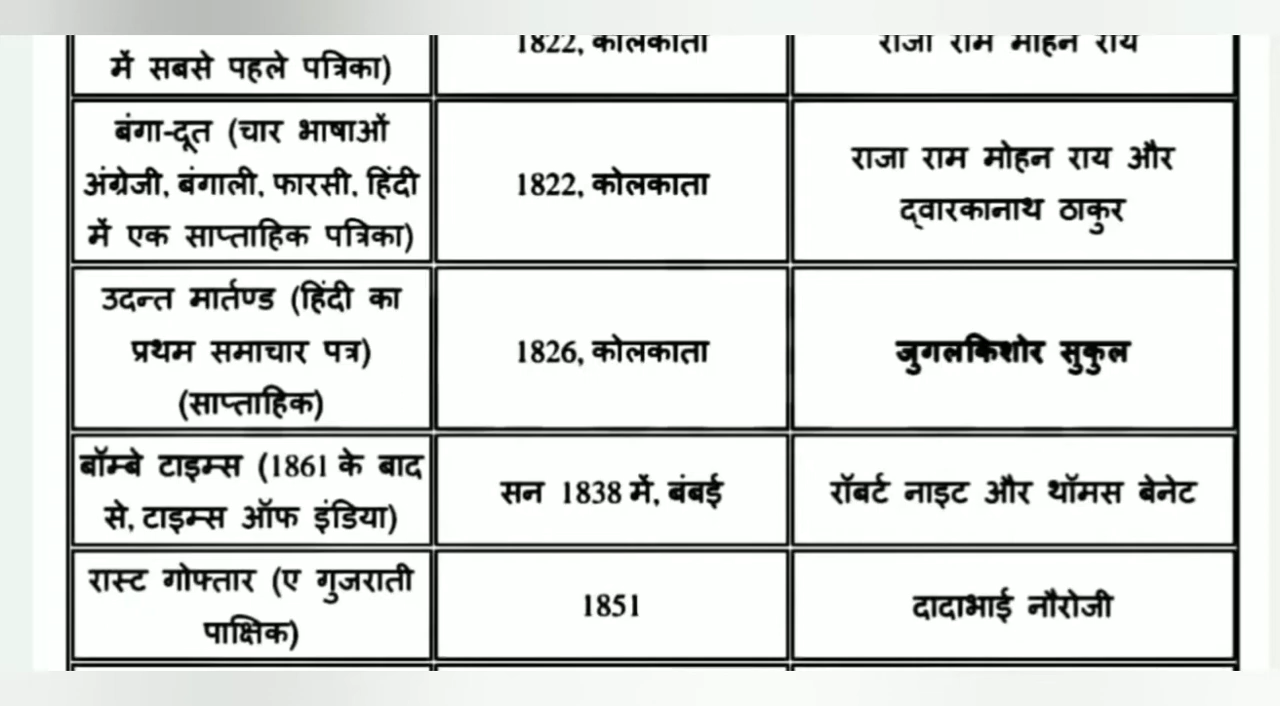 में सबसे पहले पत्रिका)
1822, कोलकाता
राजा राम मोहन राय
बंगा-दूत (चार भाषाओं
अंग्रेजी, बंगाली, फारसी, हिंदी
में एक साप्ताहिक पत्रिका)
1822, कोलकाता
राजा राम मोहन राय और
द्वारकानाथ ठाकुर
उदन्त मार्तण्ड (हिंदी का
प्रथम समाचार पत्र)
(साप्ताहिक)
1826, कोलकाता
जुगलकिशोर सुकुल
बॉम्बे टाइम्स (1861 के बाद
से, टाइम्स ऑफ इंडिया)
सन 1838 में, बंबई
रॉबर्ट नाइट और थॉमस बेनेट
रास्ट गोफ्तार (ए गुजराती
पाक्षिक)
1851
दादाभाई नौरोजी